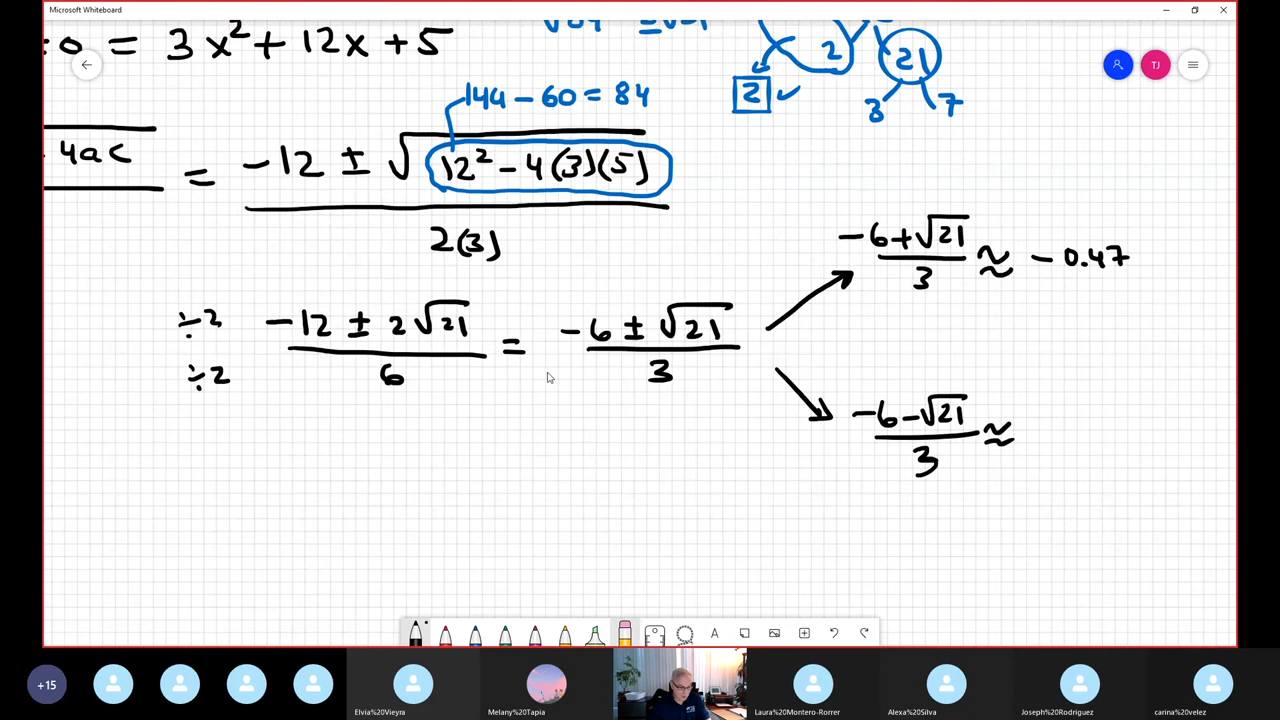 Microsoft Whiteboard
= 3x² + 12x + 5
144 - 60 = 84
2
21
2 ✓
3 7
4ac = -12 ± √12² - 4(3)(5)
2(3)
-6+√21
3
≈ - 0.47
÷2 -12 ± 2√21 = -6 ± √21
÷2 6 3
-6-√21
3
≈
TJ
A
+15
Elvia%20Vieyra
Melany%20Tapia
Laura%20Montero-Rorrer
Alexa%20Silva
Joseph%20Rodriguez
carina%20velez